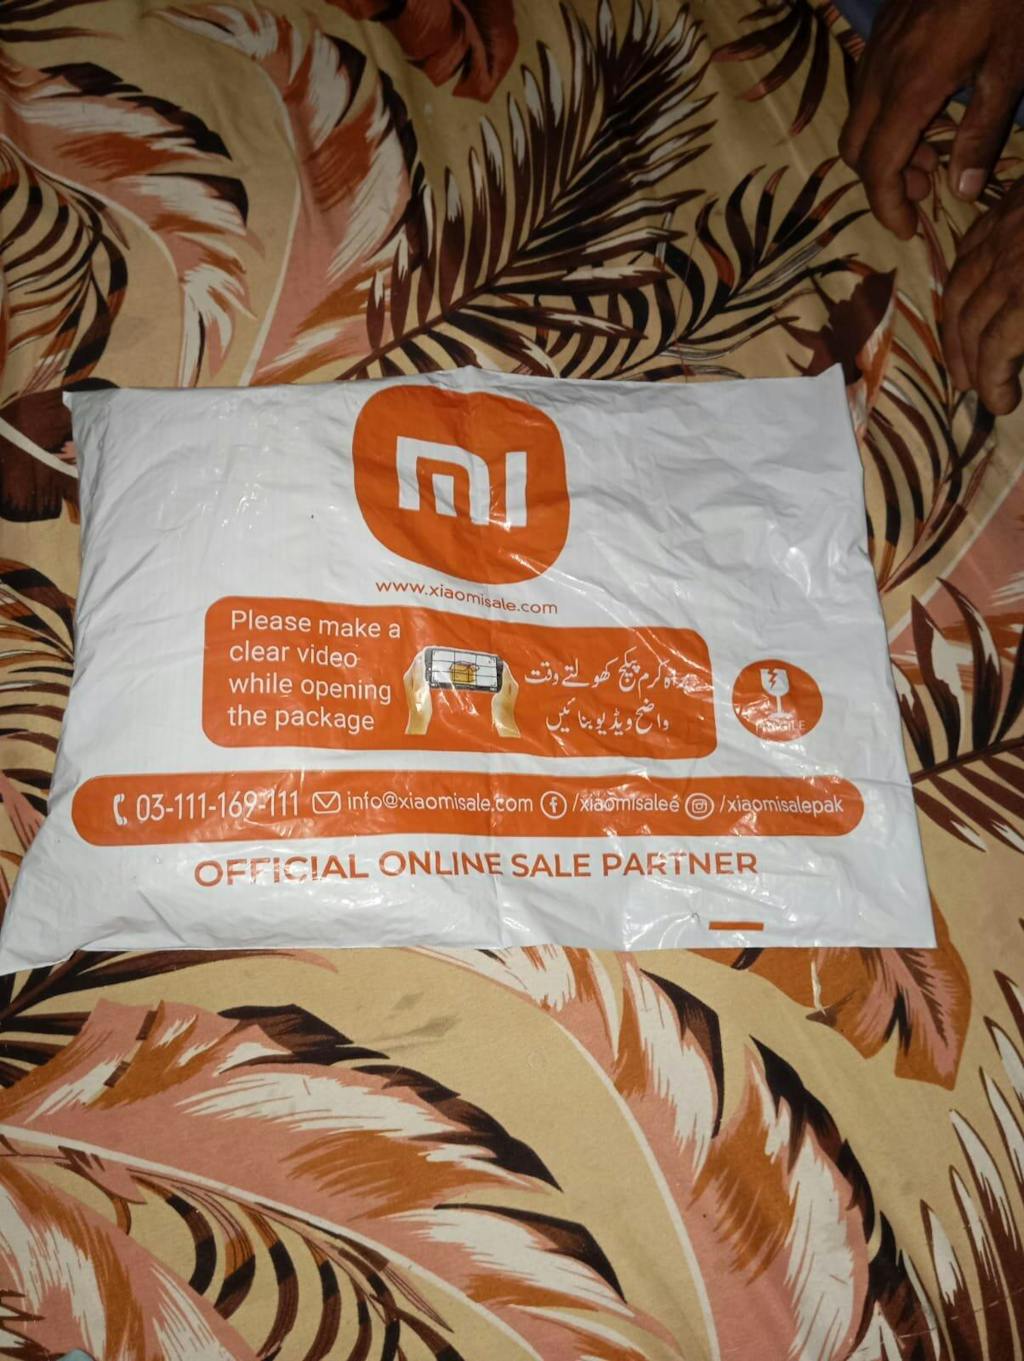 mi
www.xiaomisale.com
Please make a
clear video
while opening
the package
کرم پیکج کھولتے وقت
واضح ویڈیو بنائیں
FRAGILE
03-111-169-111 info@xiaomisale.com f /xiaomisalee /xiaomisalepak
OFFICIAL ONLINE SALE PARTNER